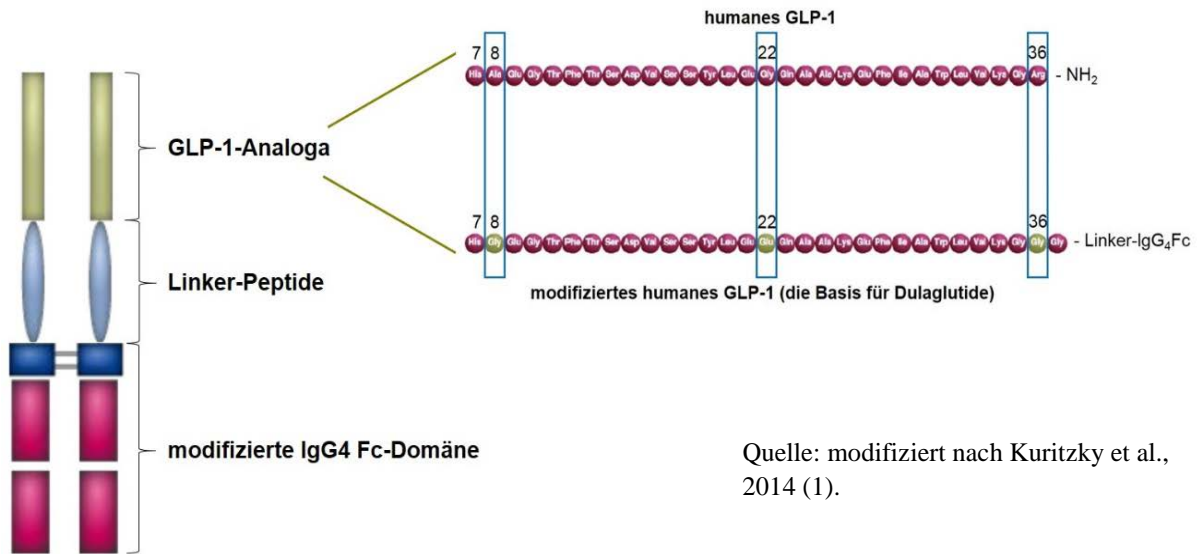 humanes GLP-1
7 8 22 36
His Ala Glu Gly Thr Phe Thr Ser Asp Val Ser Ser Tyr Leu Glu Gly Gln Ala Ala Lys Glu Phe Ile Ala Trp Leu Val Lys Gly Arg - NH2
GLP-1-Analoga
7 8 22 36
His Gly Glu Gly Thr Phe Thr Ser Asp Val Ser Ser Tyr Leu Glu Glu Gln Ala Ala Lys Glu Phe Ile Ala Trp Leu Val Lys Gly Gly Gly - Linker-IgG4Fc
Linker-Peptide
modifiziertes humanes GLP-1 (die Basis für Dulaglutide)
modifizierte IgG4 Fc-Domäne
Quelle: modifiziert nach Kuritzky et al.,
2014 (1).